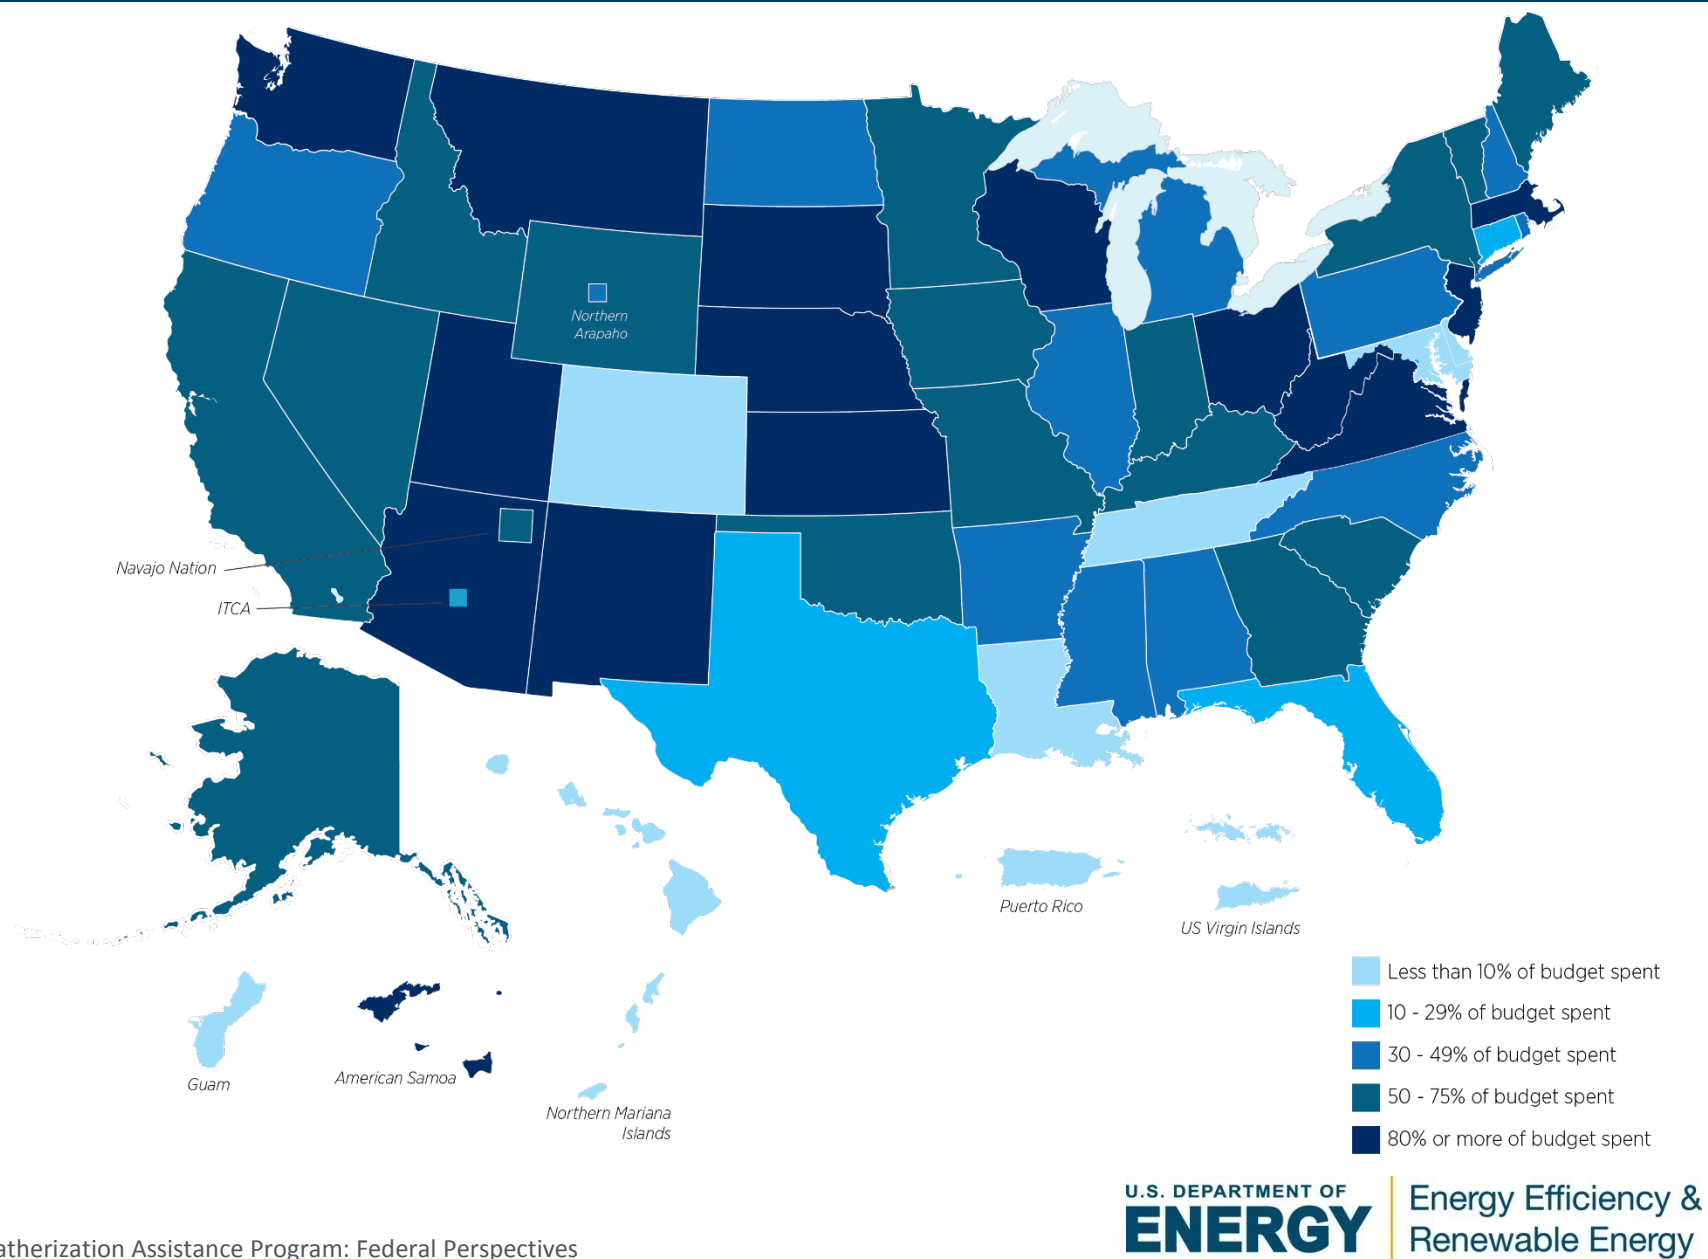 Northern
Arapaho
Navajo Nation
ITCA
Puerto Rico
US Virgin Islands
Guam
American Samoa
Northern Mariana
Islands
Less than 10% of budget spent
10 - 29% of budget spent
30 - 49% of budget spent
50 - 75% of budget spent
80% or more of budget spent
U.S. DEPARTMENT OF
ENERGY
Energy Efficiency &
Renewable Energy
atherization Assistance Program: Federal Perspectives